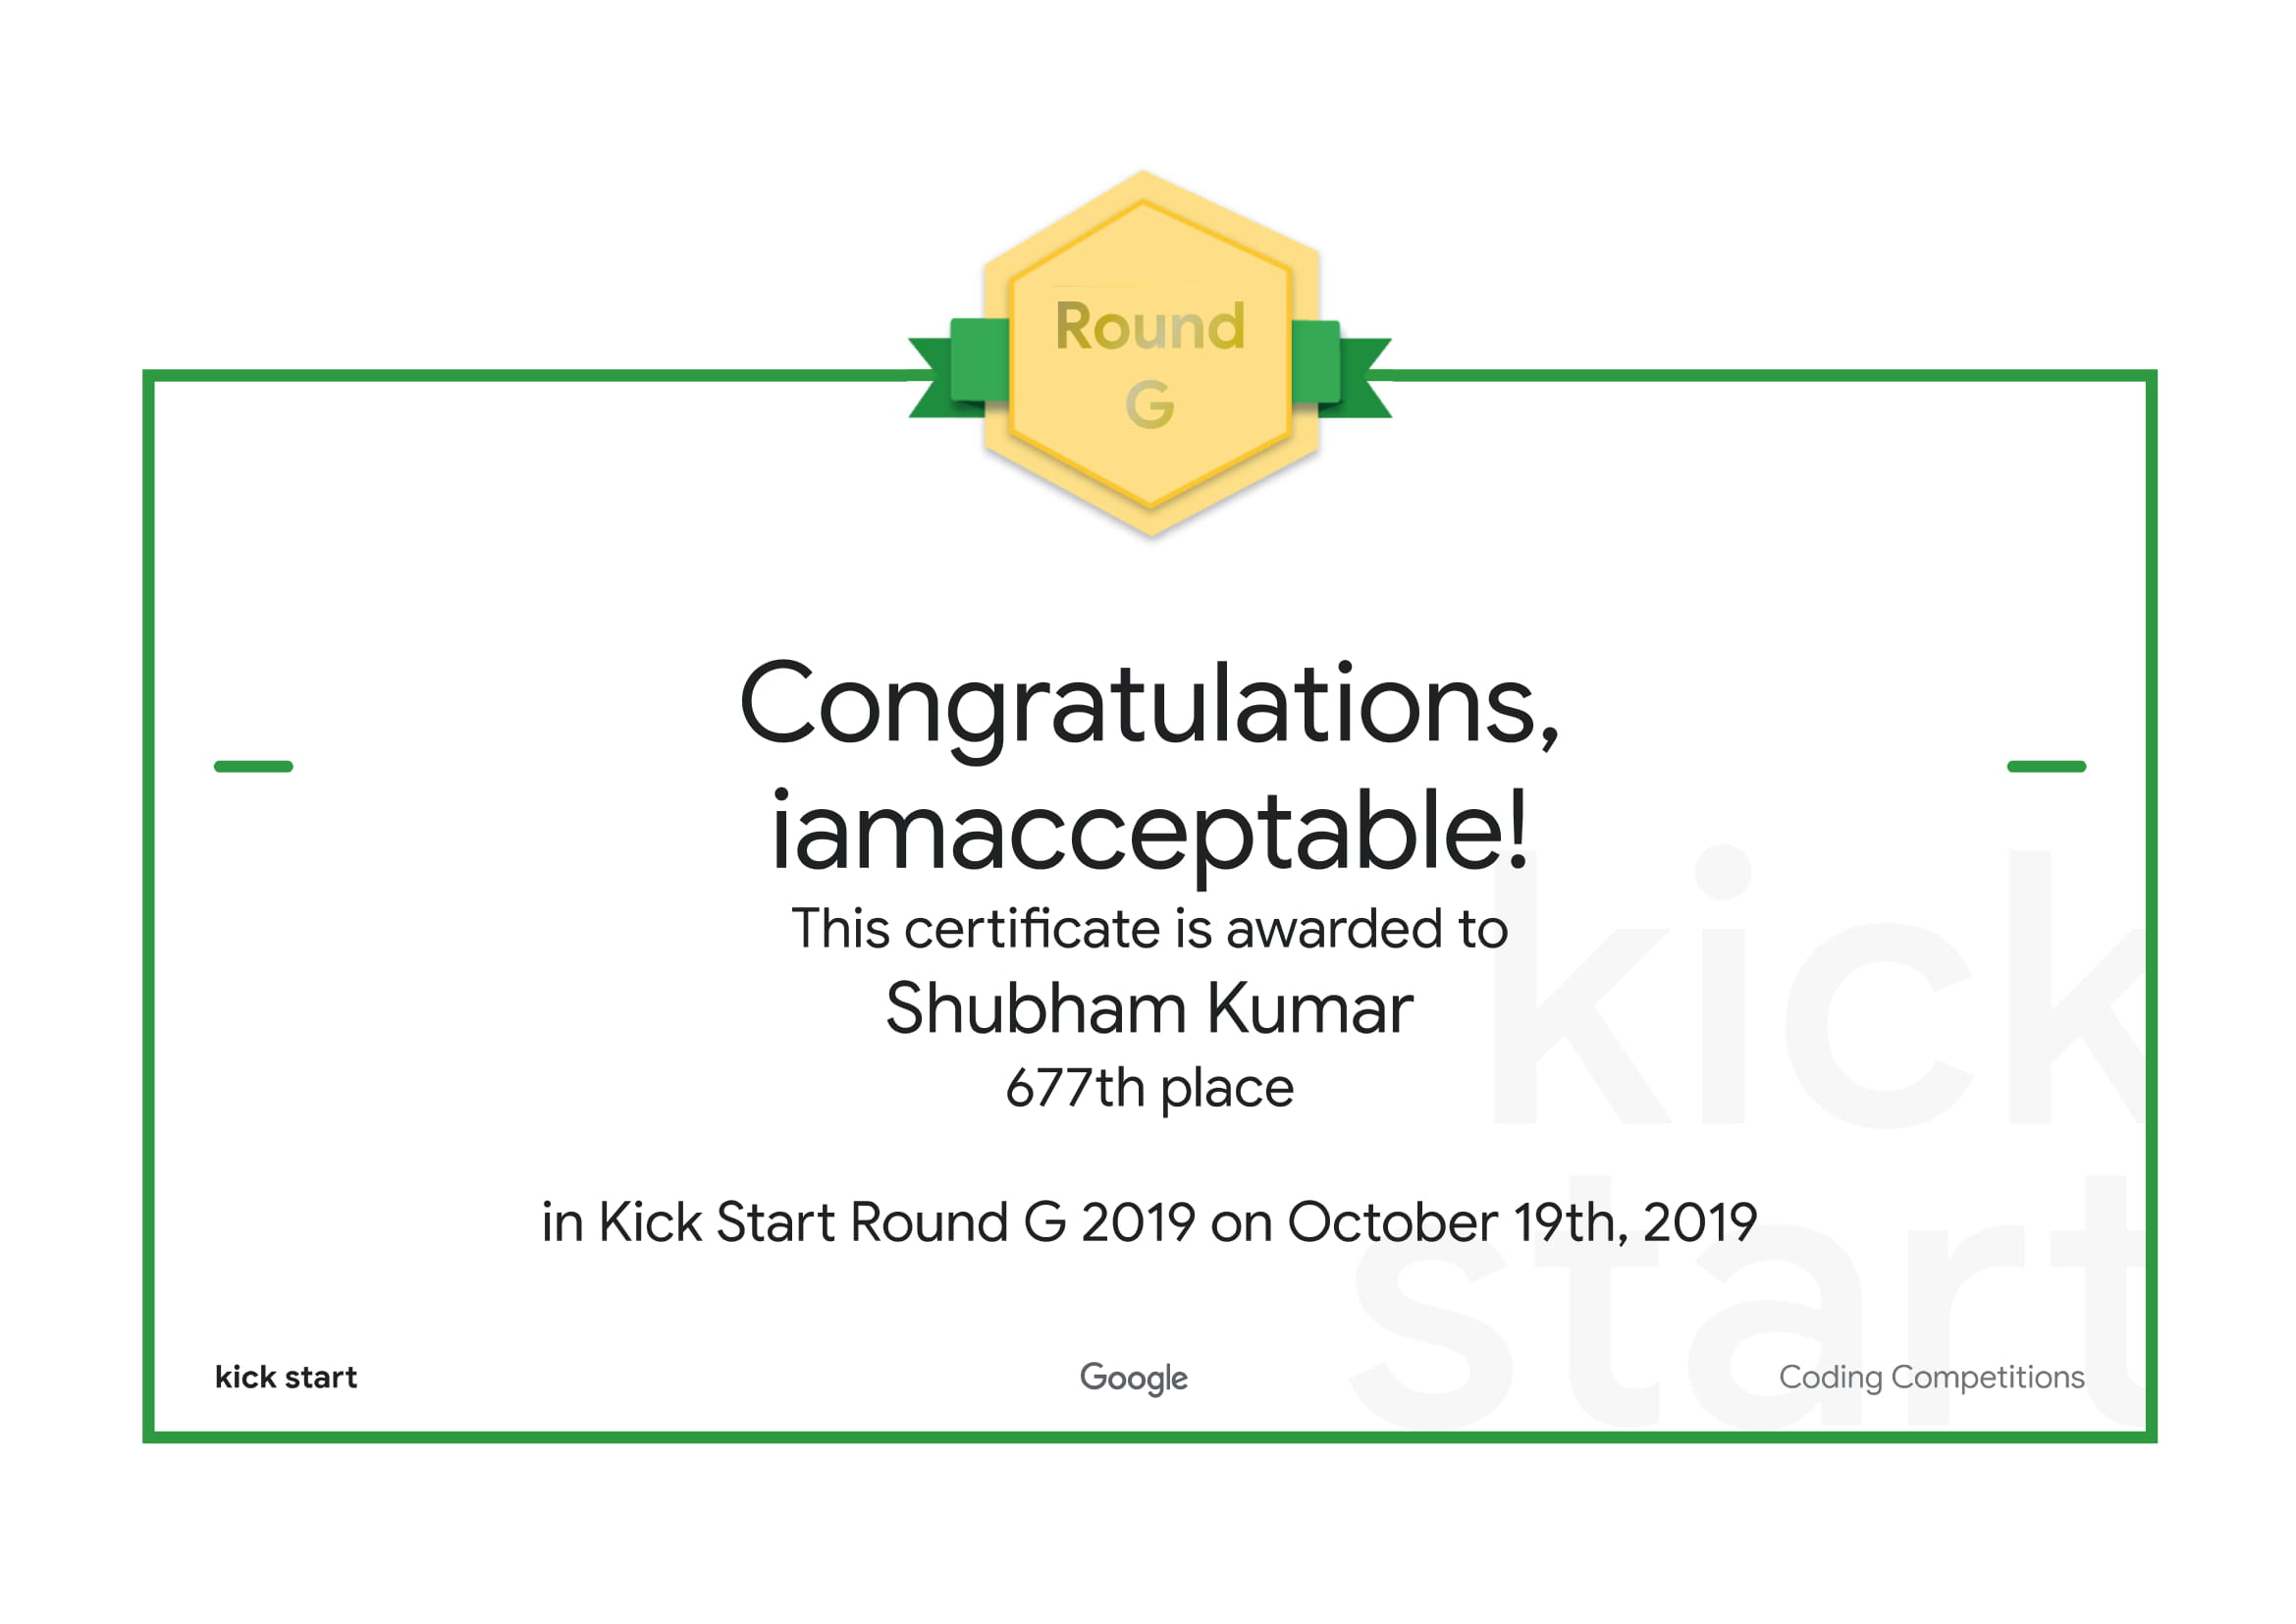 Round
G
Congratulations,
iamacceptable!
This certificate is awarded to
Shubham Kumar
677th place
in Kick Start Round G 2019 on October 19th, 2019
kick
start
kick start
Google
Coding Competitions